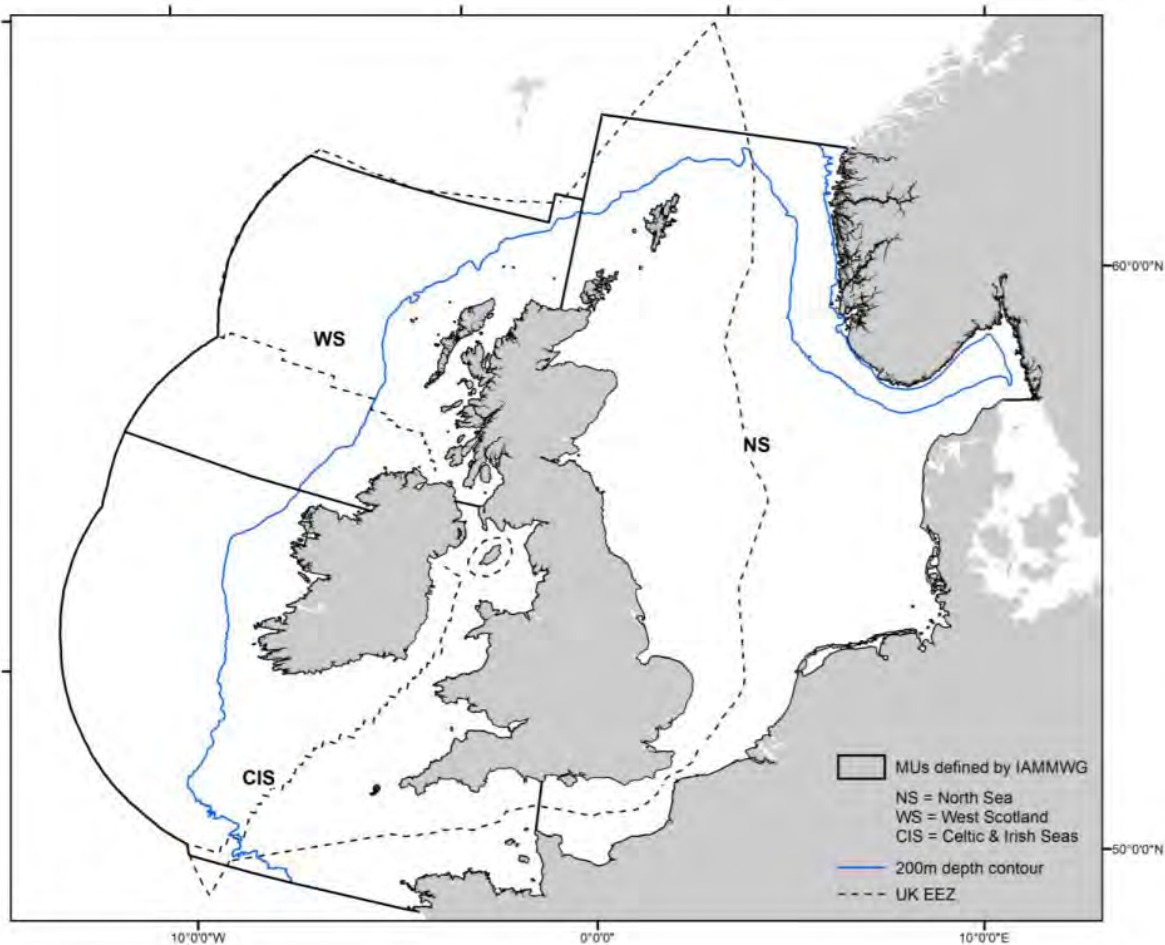 60°0'0"N
WS
NS
CIS
MUs defined by IAMMWG
NS = North Sea
WS = West Scotland
CIS = Celtic & Irish Seas
200m depth contour
UK EEZ
50°0'0"N
10°0'0"W
0°0'0"
10°0'0"E